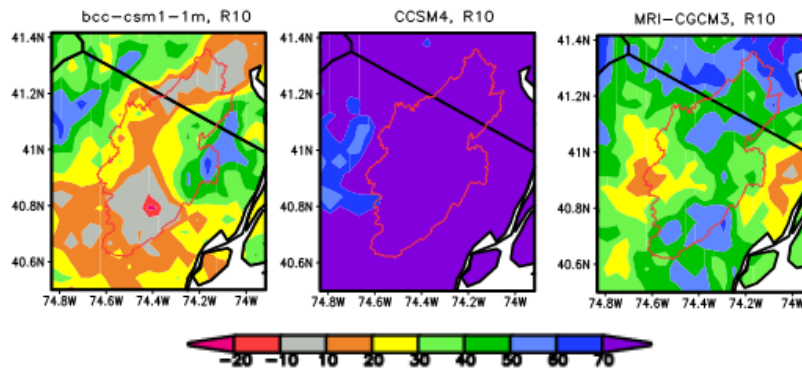 bcc-csm1-1m, R10 CCSM4, R10 MRI-CGCM3, R10
41.4N 41.4N 41.4N
41.2N 41.2N 41.2N
41N 41N 41N
40.8N 40.8N 40.8N
40.6N 40.6N 40.6N
74.8W 74.6W 74.4W 74.2W 74W 74.8W 74.6W 74.4W 74.2W 74W 74.8W 74.6W 74.4W 74.2W 74W
-20 -10 10 20 30 40 50 60 70